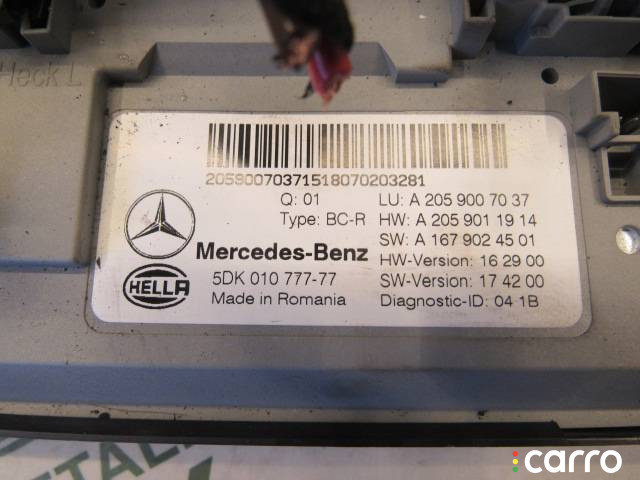 Heck L
20590070371518070203281
Q: 01
LU: A 205 900 70 37
Type: BC-R
HW: A 205 901 19 14
SW: A 167 902 45 01
Mercedes-Benz
HW-Version: 16 29 00
HELLA
5DK 010 777-77
SW-Version: 17 42 00
Made in Romania
Diagnostic-ID: 04 1B
carro